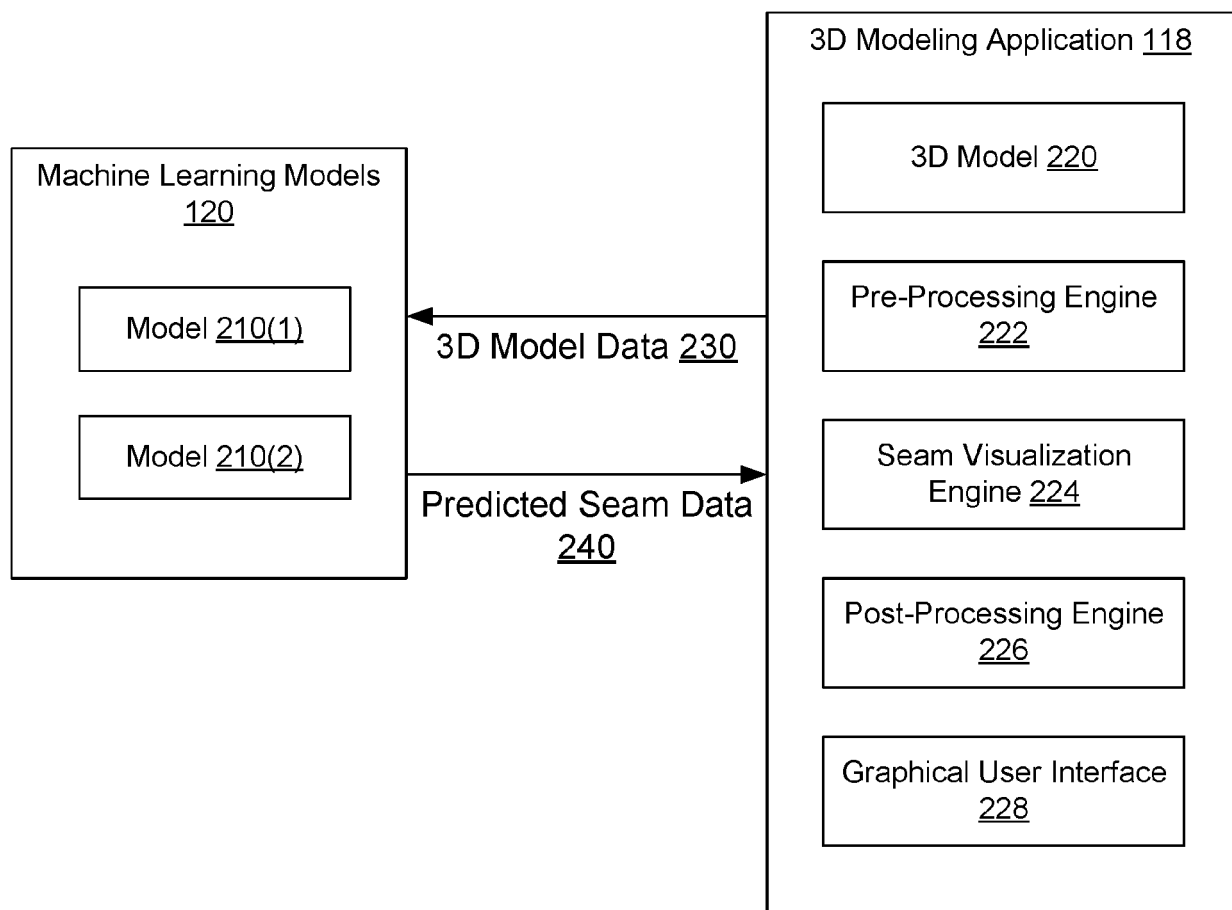 3D Modeling Application 118
3D Model 220
Pre-Processing Engine
222
Seam Visualization
Engine 224
Post-Processing Engine
226
Graphical User Interface
228
Machine Learning Models
120
Model 210(1)
Model 210(2)
3D Model Data 230
Predicted Seam Data
240